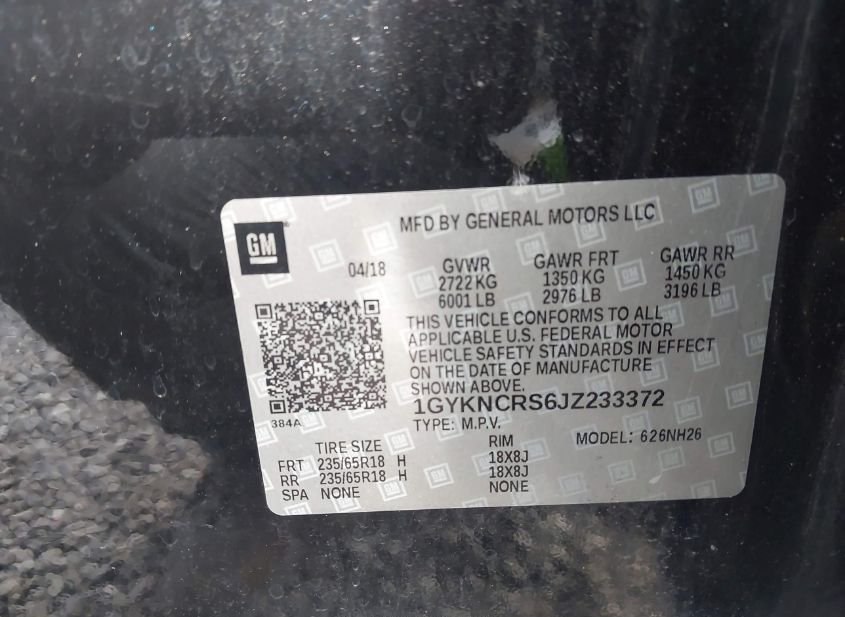 GM
MFD BY GENERAL MOTORS LLC
04/18
GVWR GAWR FRT GAWR RR
2722 KG 1350 KG 1450 KG
6001 LB 2976 LB 3196 LB
THIS VEHICLE CONFORMS TO ALL
APPLICABLE U.S. FEDERAL MOTOR
VEHICLE SAFETY STANDARDS IN EFFECT
ON THE DATE OF MANUFACTURE
SHOWN ABOVE.
1GYKNCRS6JZ233372
384A
TYPE: M.P.V. MODEL: 626NH26
TIRE SIZE RIM
FRT 235/65R18 H 18X8J
RR 235/65R18 H 18X8J
SPA NONE NONE